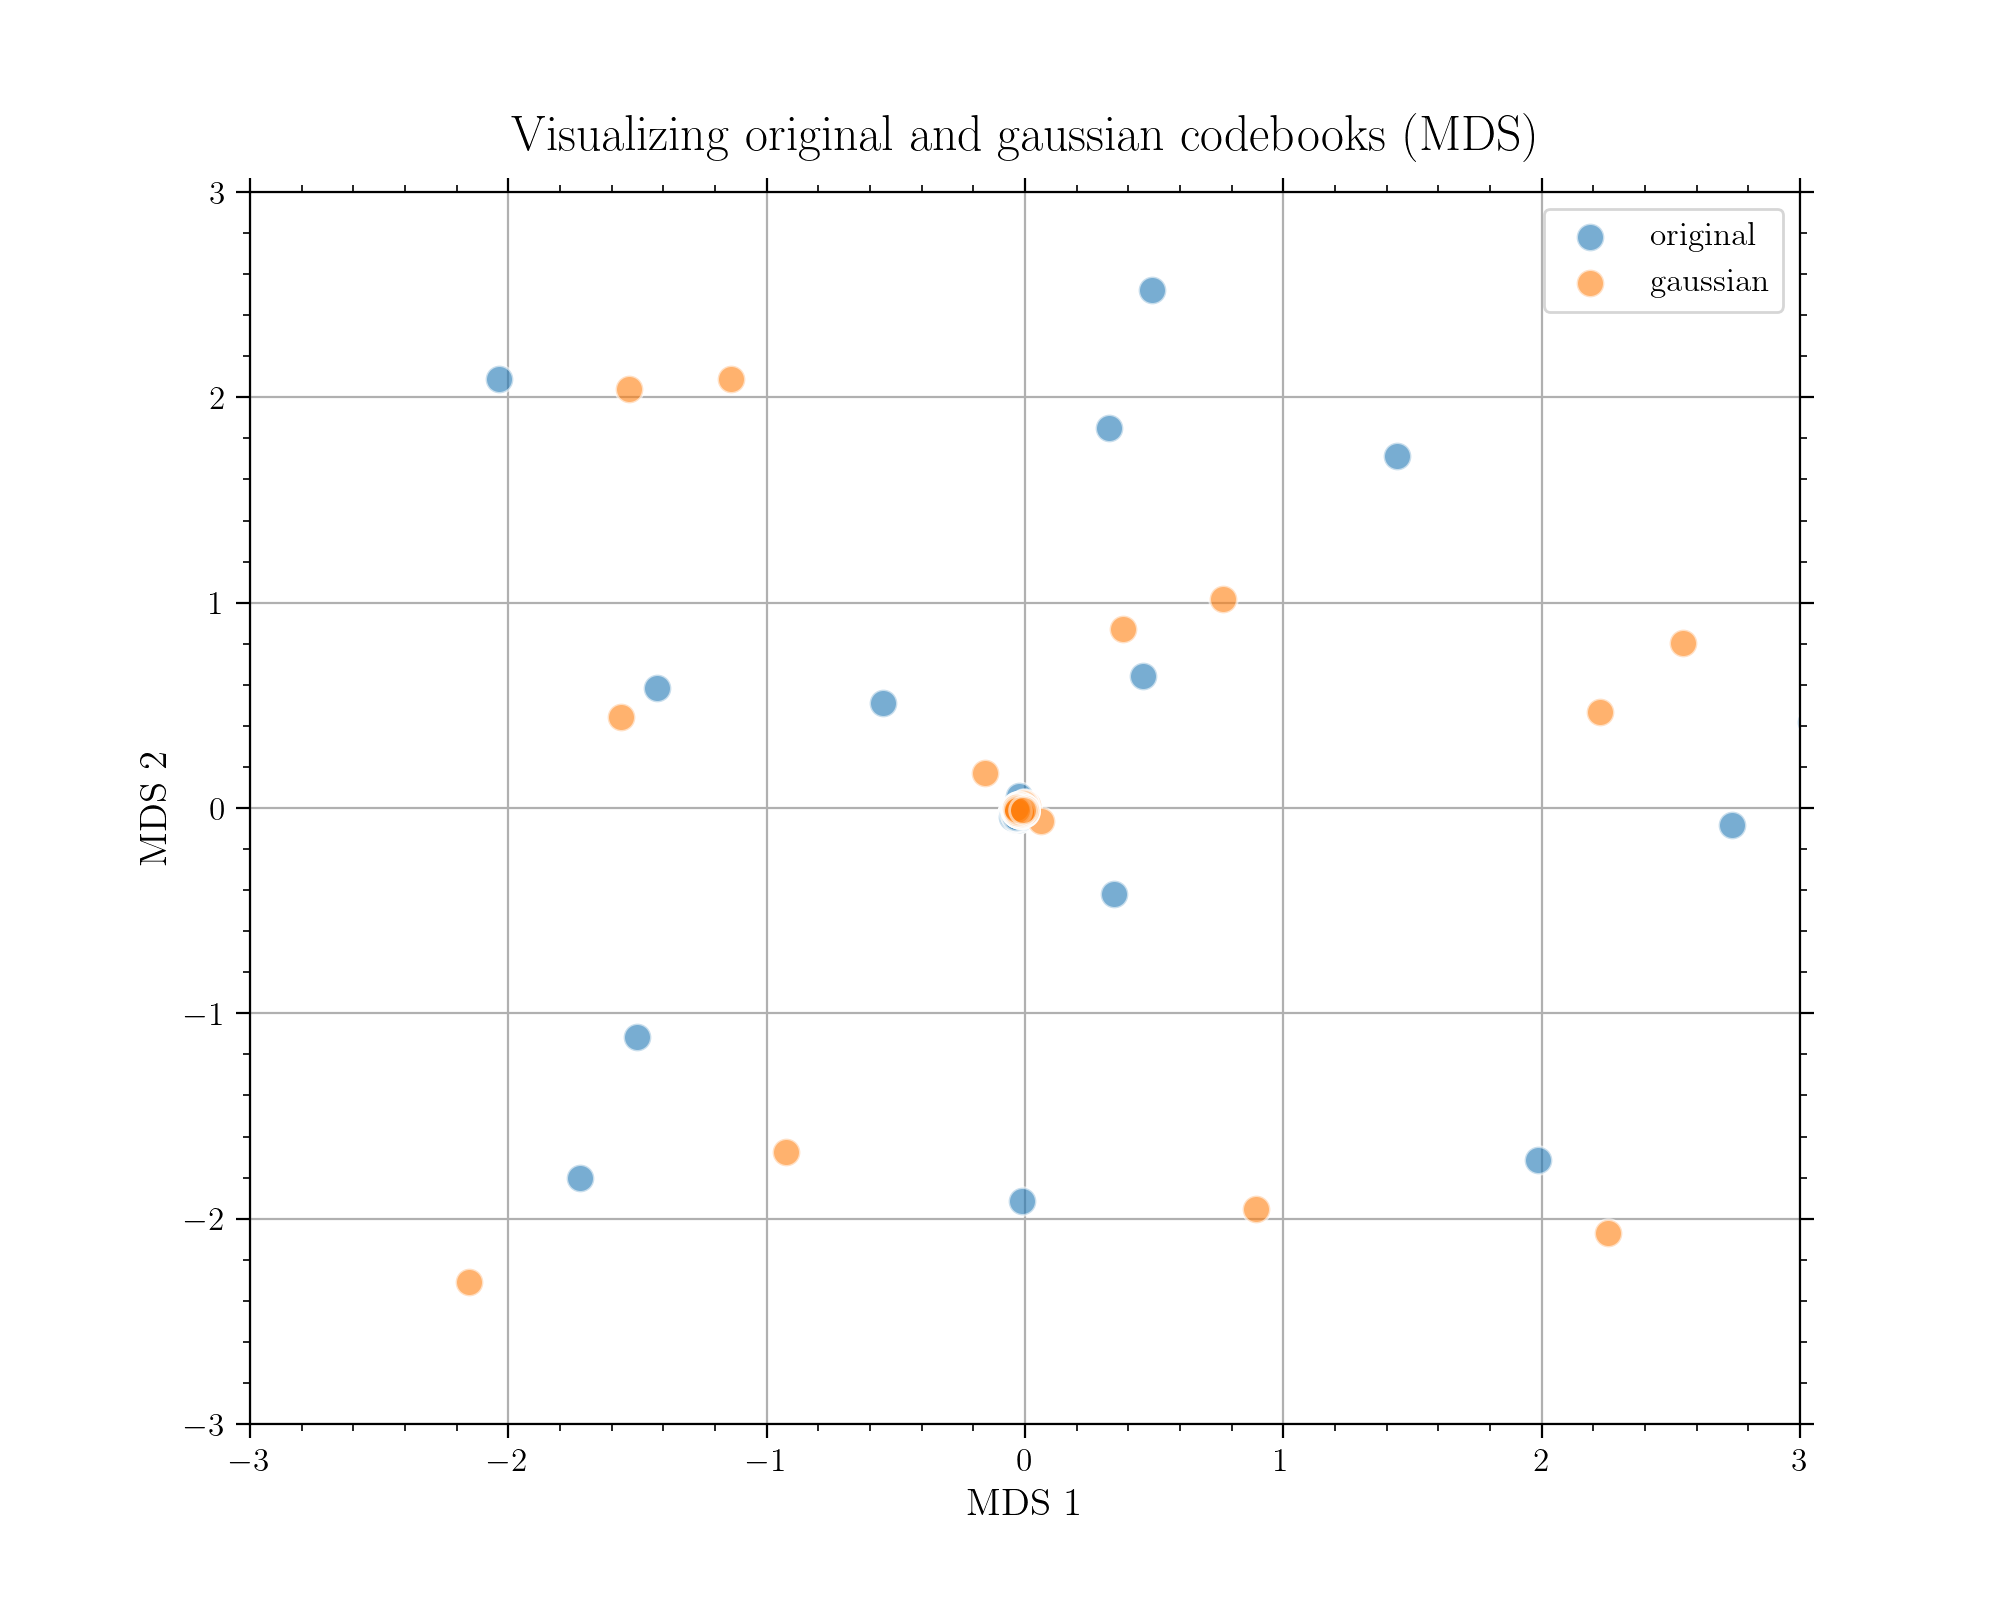 Visualizing original and gaussian codebooks (MDS)
original
gaussian
3
2
1
0
−1
−2
−3
MDS 2
−3 −2 −1 0 1 2 3
MDS 1